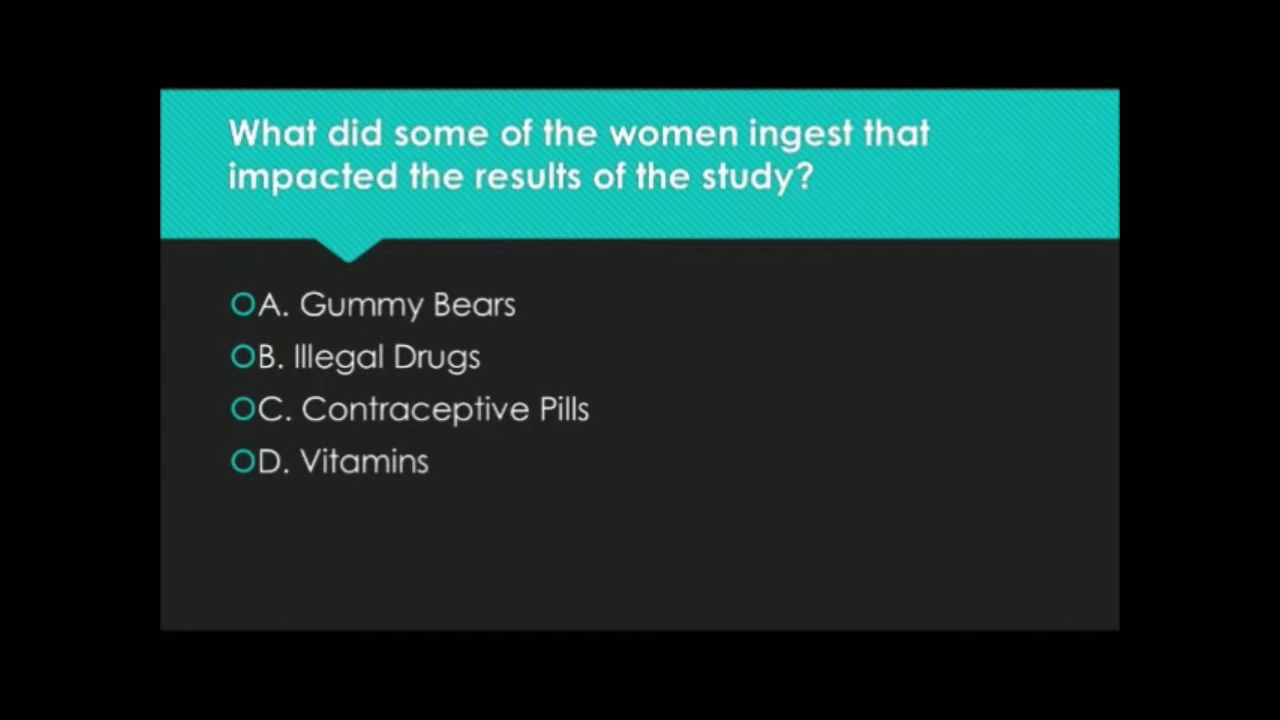 What did some of the women ingest that
impacted the results of the study?
A. Gummy Bears
B. Illegal Drugs
C. Contraceptive Pills
D. Vitamins